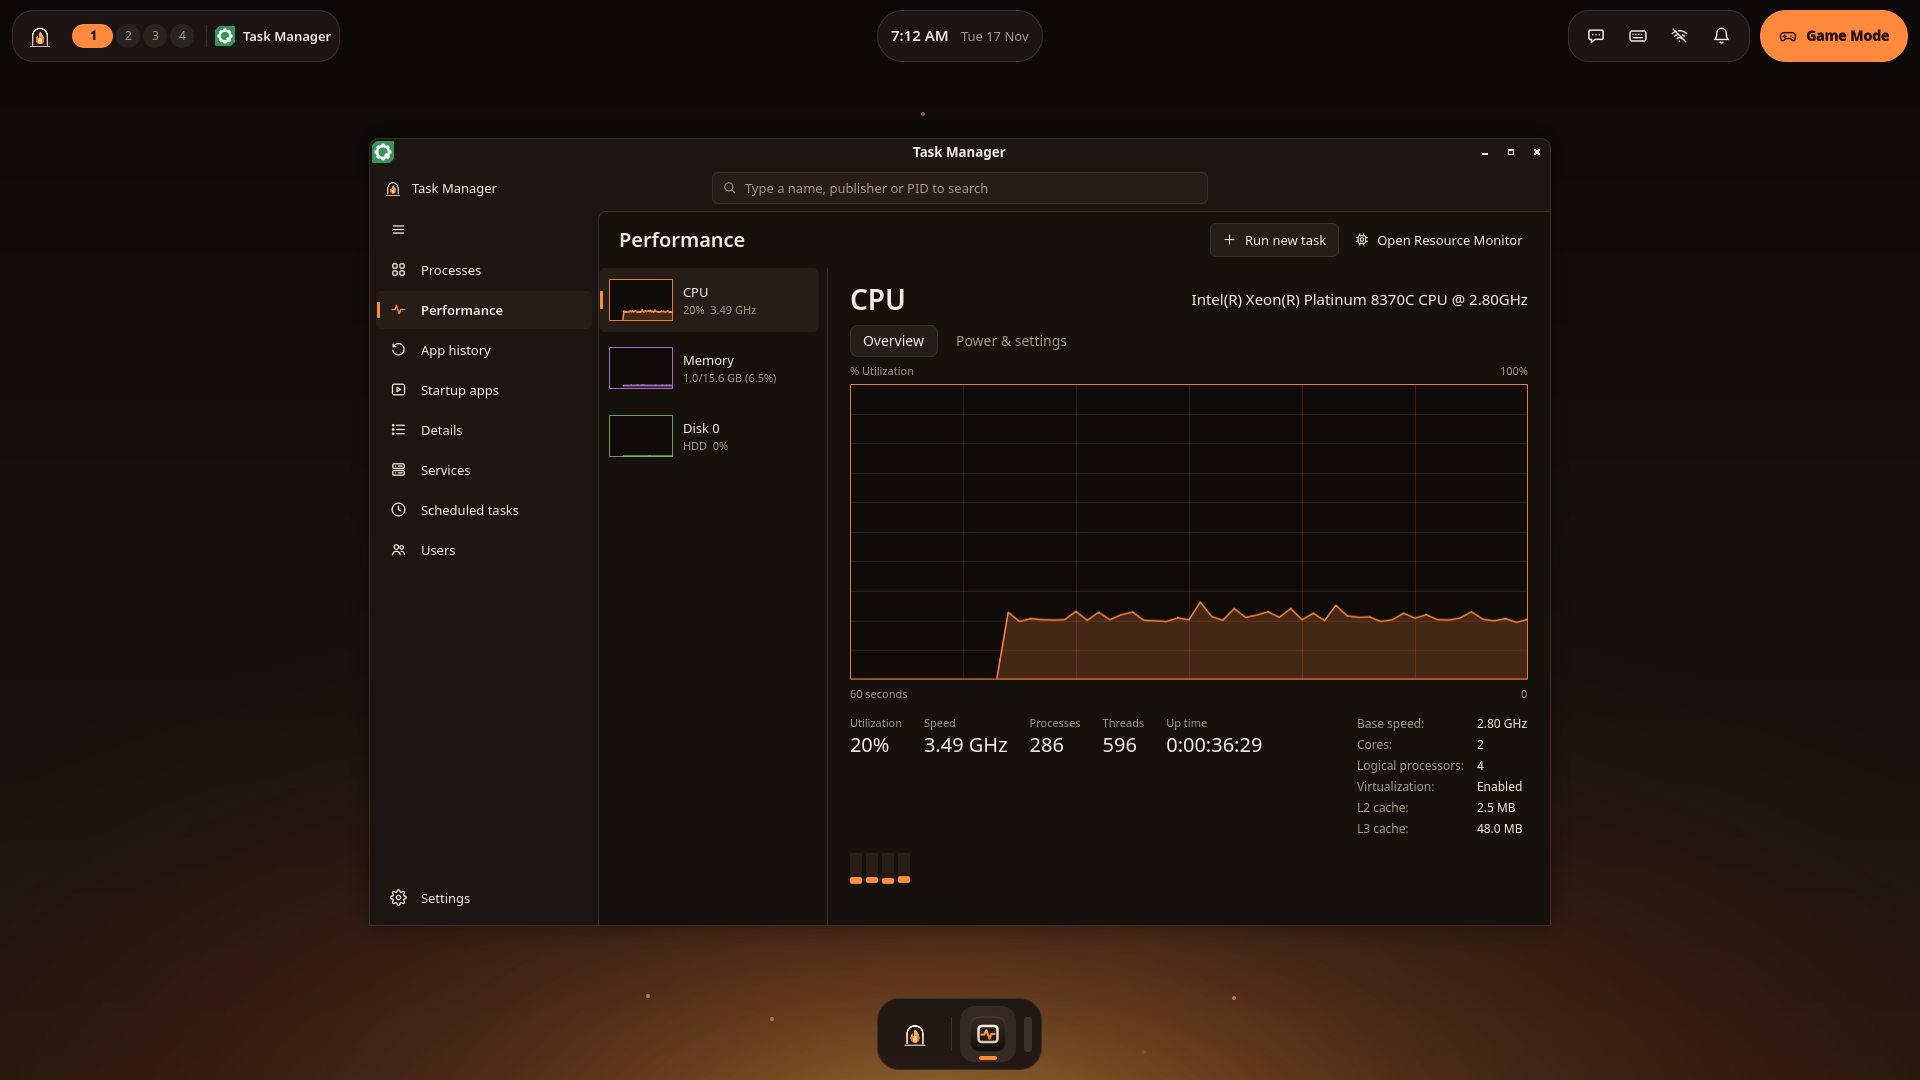 1 2 3 4 Task Manager
7:12 AM Tue 17 Nov
Game Mode
Task Manager
Task Manager
Type a name, publisher or PID to search
Processes
Performance
App history
Startup apps
Details
Services
Scheduled tasks
Users
Settings
Performance
Run new task
Open Resource Monitor
CPU
20% 3.49 GHz
Memory
1.0/15.6 GB (6.5%)
Disk 0
HDD 0%
CPU
Intel(R) Xeon(R) Platinum 8370C CPU @ 2.80GHz
Overview
Power & settings
% Utilization 100%
60 seconds 0
Utilization Speed Processes Threads Up time
20% 3.49 GHz 286 596 0:00:36:29
Base speed: 2.80 GHz
Cores: 2
Logical processors: 4
Virtualization: Enabled
L2 cache: 2.5 MB
L3 cache: 48.0 MB